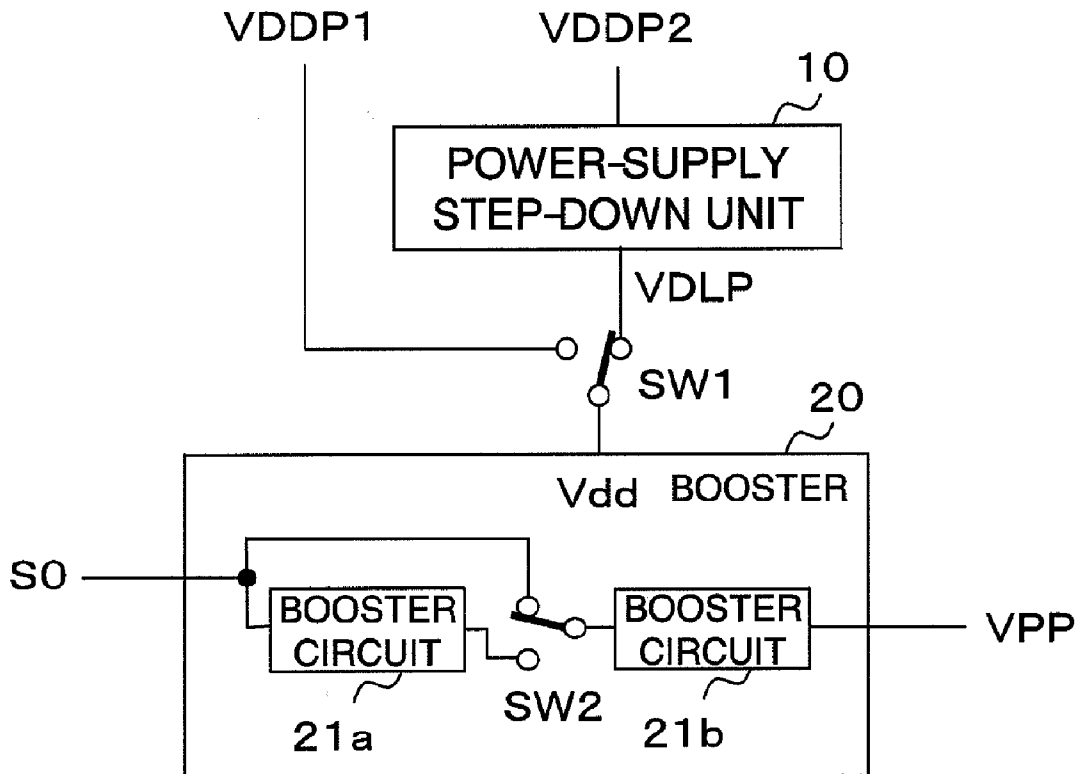 VDDP1
VDDP2
10
POWER-SUPPLY
STEP-DOWN UNIT
VDLP
SW1
20
Vdd
BOOSTER
S0
BOOSTER
CIRCUIT
BOOSTER
CIRCUIT
VPP
SW2
21a
21b